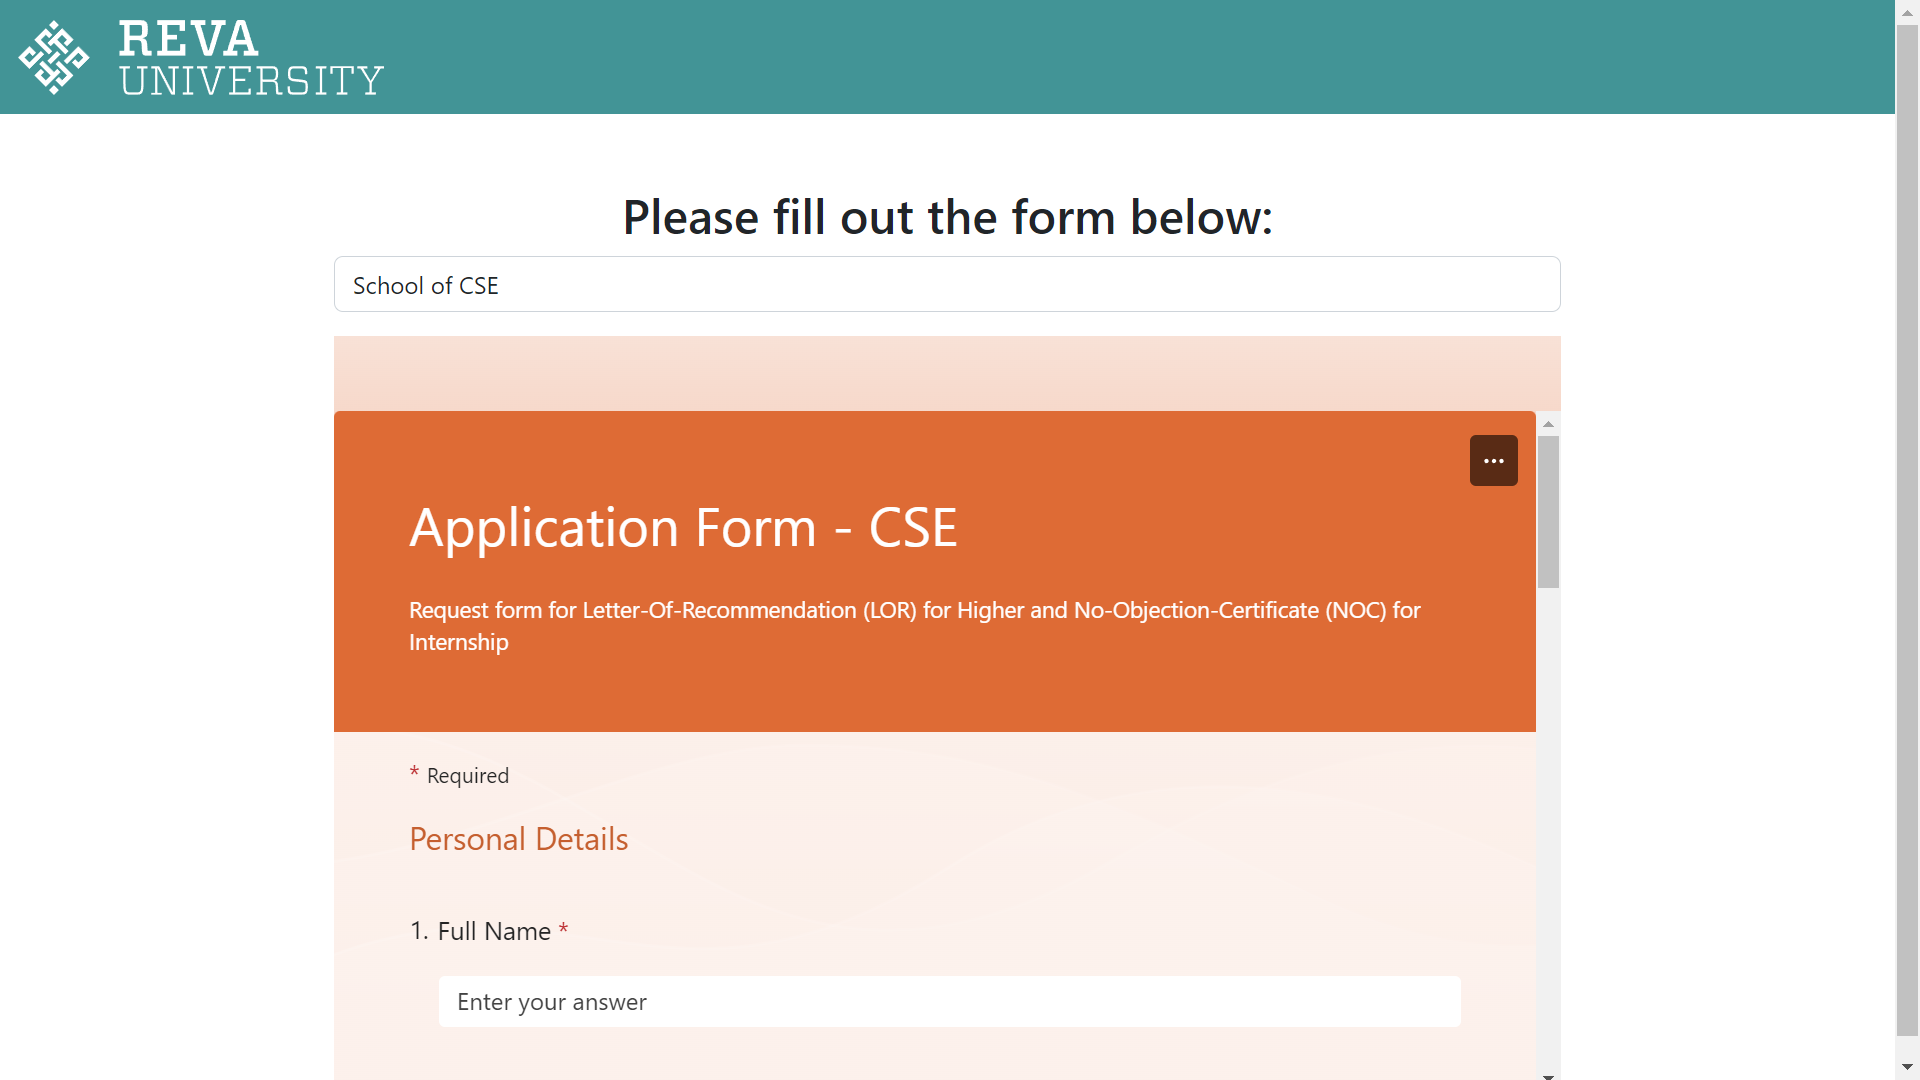 REVA
UNIVERSITY
Please fill out the form below:
School of CSE
...
Application Form - CSE
Request form for Letter-Of-Recommendation (LOR) for Higher and No-Objection-Certificate (NOC) for
Internship
* Required
Personal Details
1. Full Name *
Enter your answer